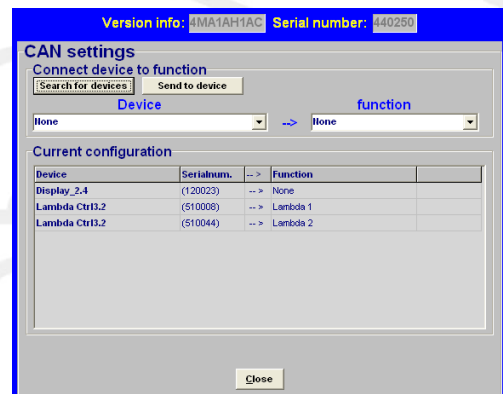 Version info: 4MA1AH1AC Serial number: 440250
CAN settings
Connect device to function
Search for devices Send to device
Device function
None --> None
Current configuration
Device Serialnum. --> Function
Display_2.4 (120023) --> None
Lambda Ctrl3.2 (510008) --> Lambda 1
Lambda Ctrl3.2 (510044) --> Lambda 2
Close